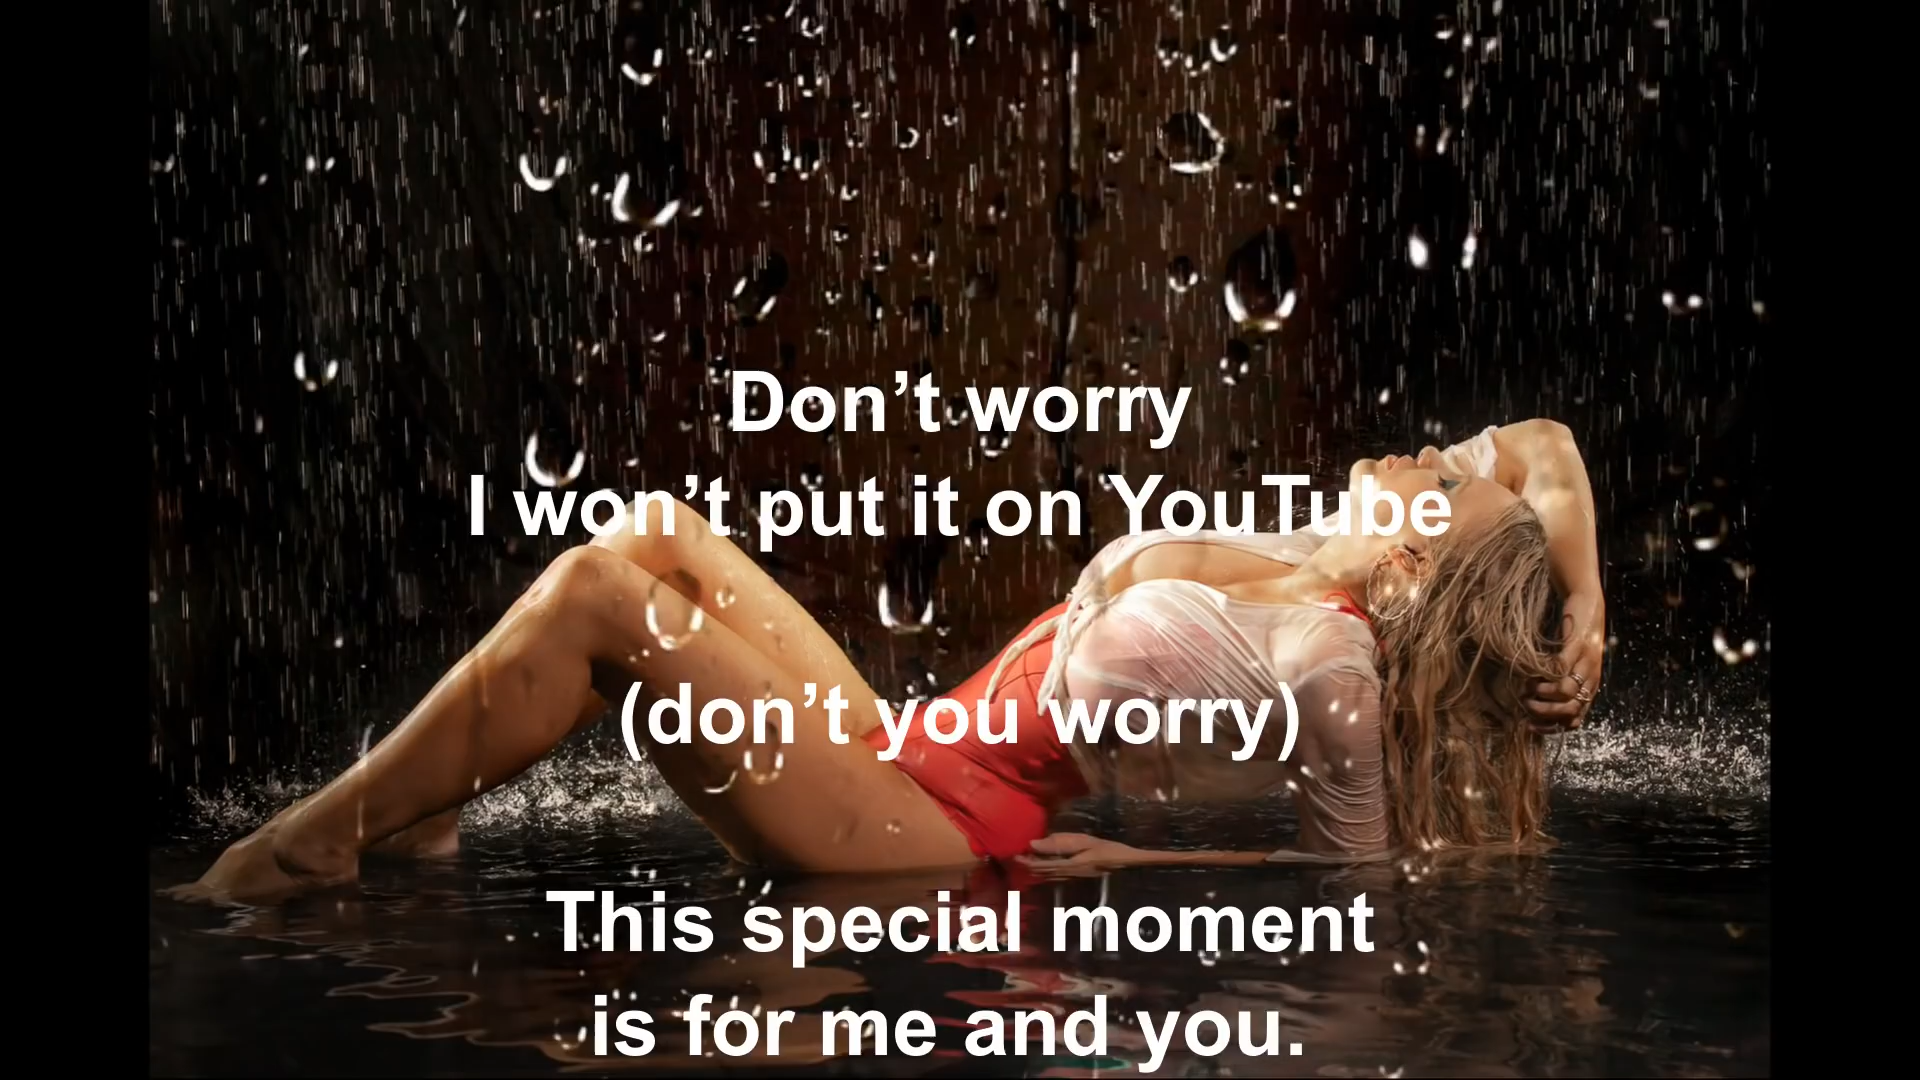 Don’t worry
I won’t put it on YouTube
(don’t you worry)
This special moment
is for me and you.